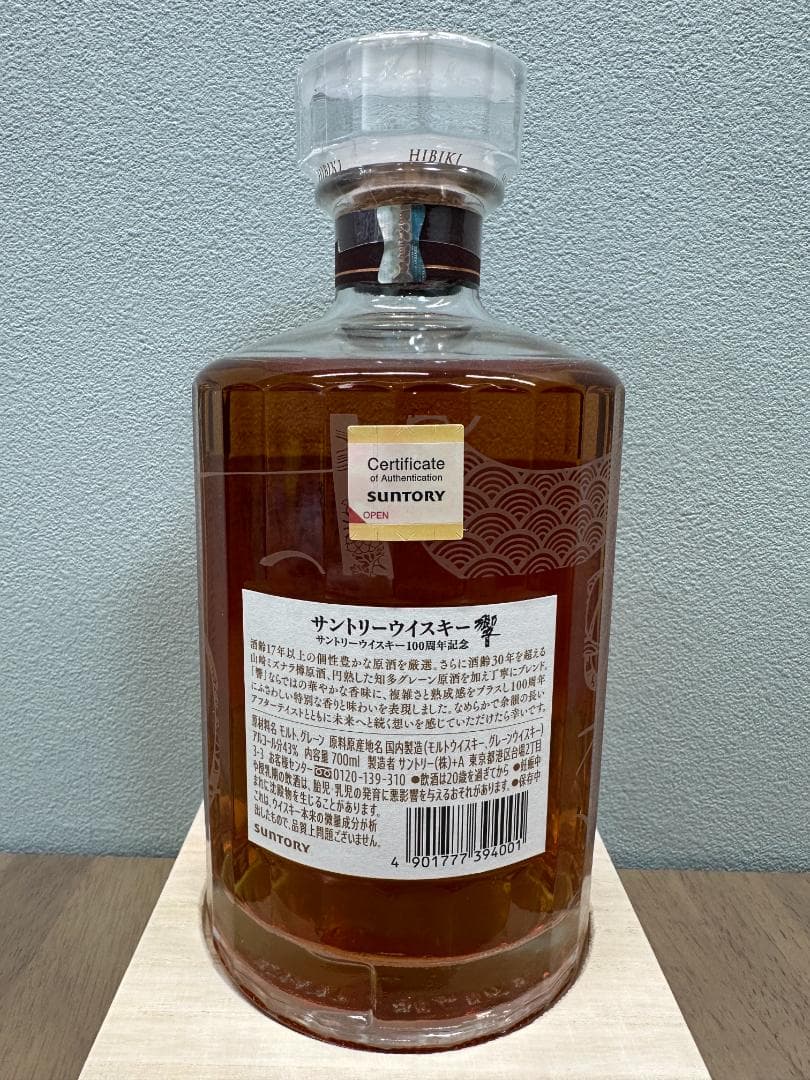 HIBIKI
HIBIKI
Certificate
of Authentication
SUNTORY
OPEN
サントリーウイスキー 響
サントリーウイスキー100周年記念
酒齢17年以上の個性豊かな原酒を厳選。さらに酒齢30年を超える
山崎ミズナラ樽原酒、円熟した知多グレーン原酒を加え丁寧にブレンド。
「響」ならではの華やかな香味に、複雑さと熟成感をプラスし100周年
にふさわしい特別な香りと味わいを表現しました。なめらかで余韻の長い
アフターテイストとともに未来へと続く想いを感じていただけたら幸いです。
原材料名 モルト、グレーン 原料原産地名 国内製造(モルトウイスキー、グレーンウイスキー)
アルコール分43% 内容量700ml 製造者 サントリー(株)+A 東京都港区台場2丁目
3-3 お客様センター 0120-139-310 ●飲酒は20歳を過ぎてから ●妊娠中
や授乳期の飲酒は、胎児・乳児の発育に悪影響を与えるおそれがあります。●保存中
まれに沈殿物を生じることがあります。
これは、ウイスキー本来の微量成分が析
出したもので、品質上問題ございません。
SUNTORY
4 901777 394001